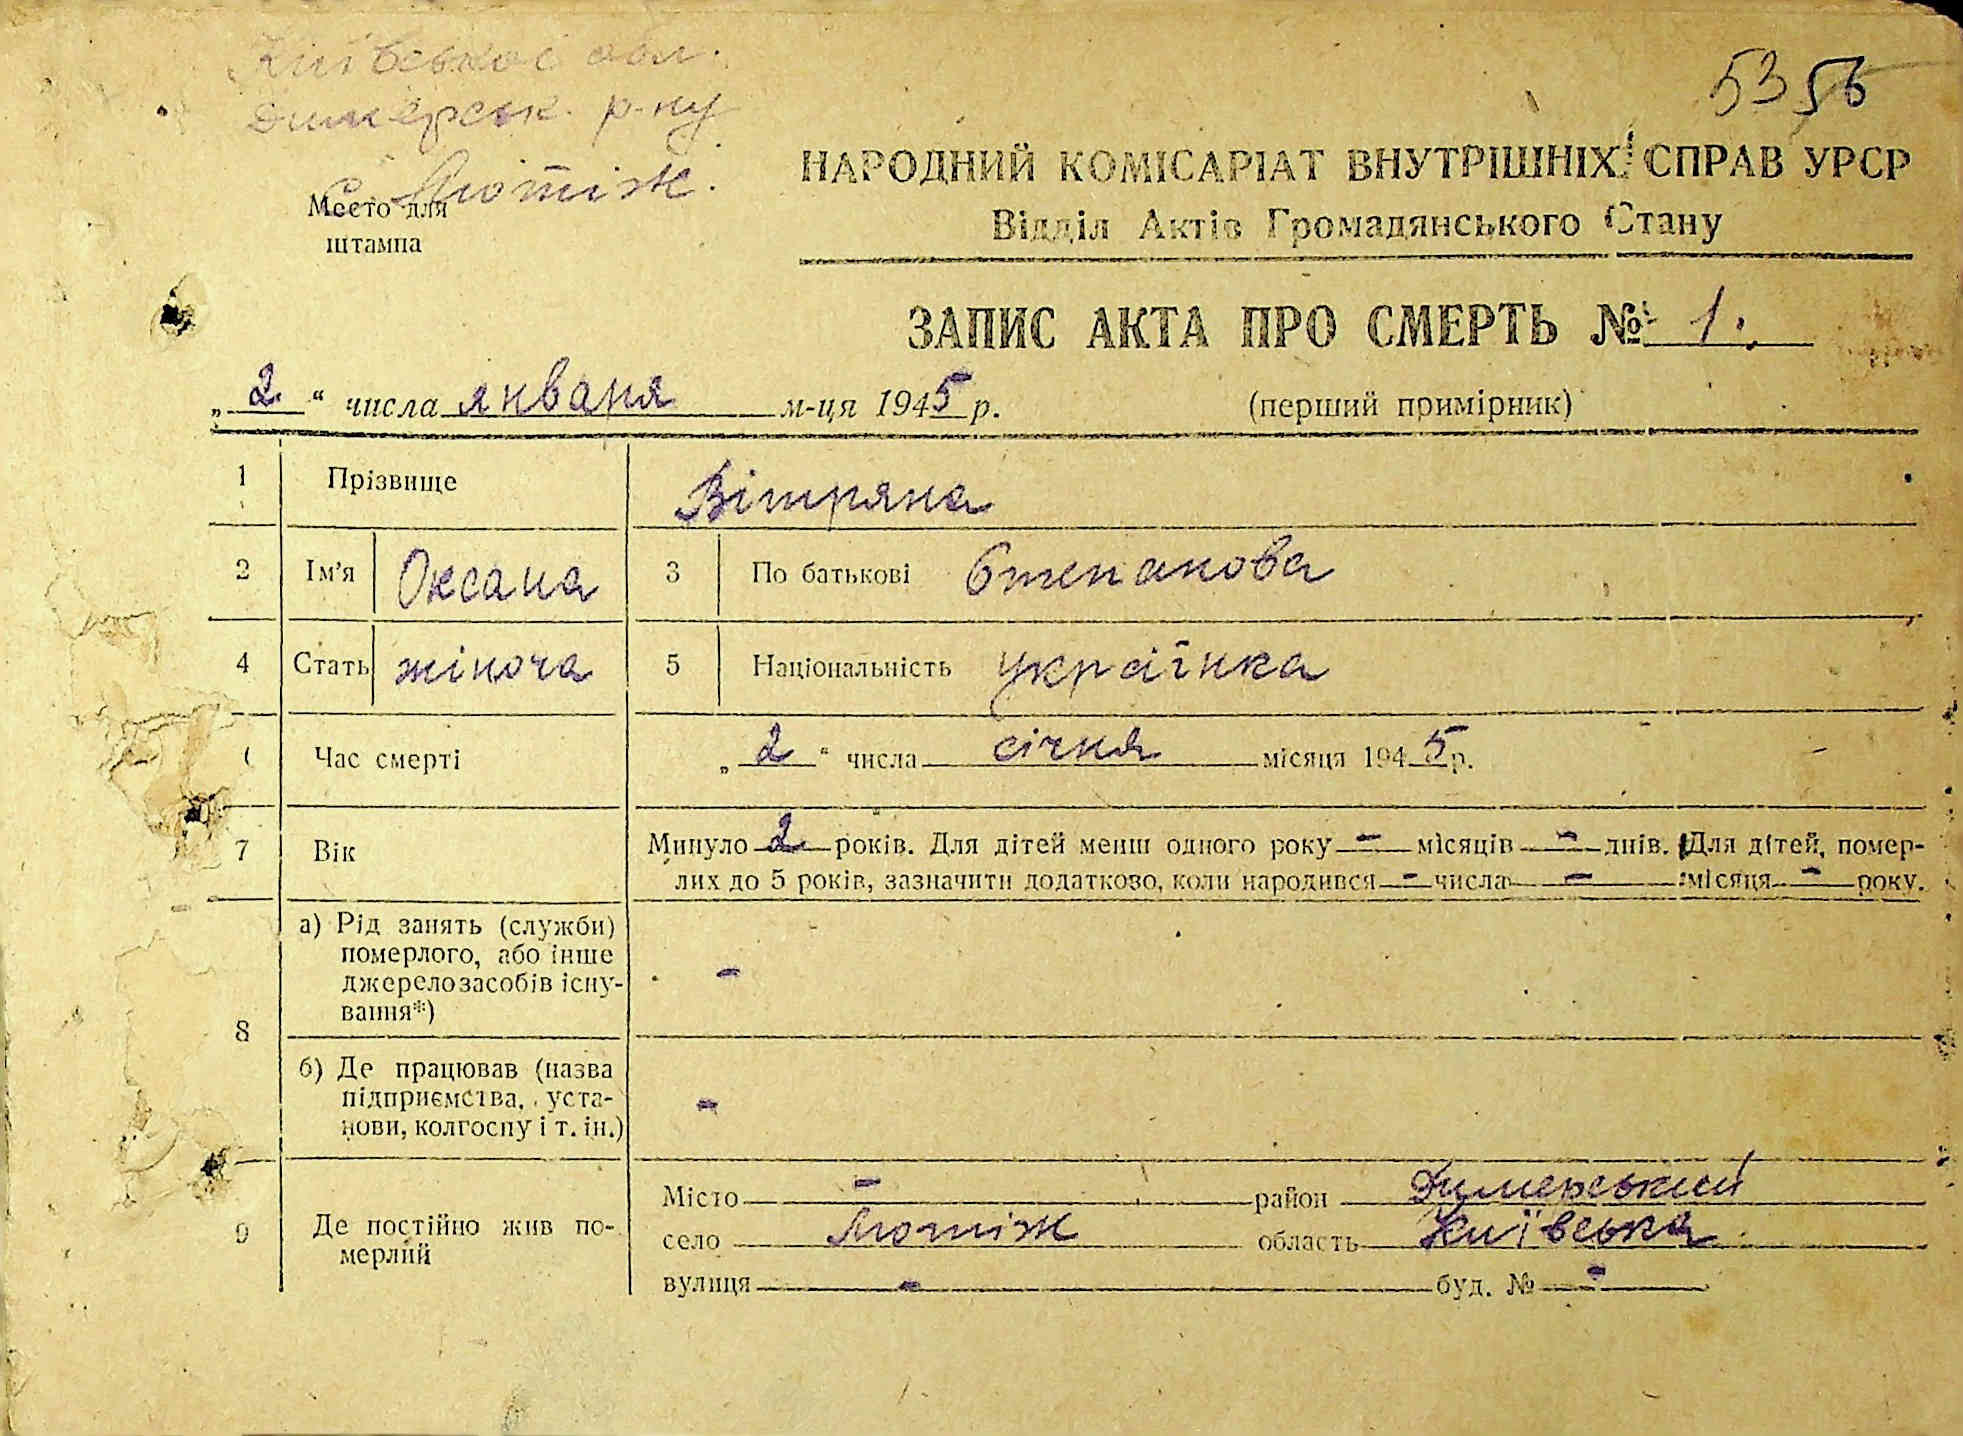 Київської обл.
Димерськ. р-ну
с. Лютіж.
Место для
штампа
53 56
НАРОДНИЙ КОМІСАРІАТ ВНУТРІШНІХ СПРАВ УРСР
Відділ Актів Громадянського Стану
ЗАПИС АКТА ПРО СМЕРТЬ № 1.
„2“ числа января м-ця 1945 р.
(перший примірник)
1 Прізвище Вітряна
2 Ім'я Оксана 3 По батькові Степанова
4 Стать жіноча 5 Національність українка
6 Час смерті „2“ числа січня місяця 1945 р.
7 Вік Минуло 2 років. Для дітей менш одного року - місяців - днів. Для дітей, помер-
лих до 5 років, зазначити додатково, коли народився - числа - місяця - року.
8 а) Рід занять (служби)
померлого, або інше
джерело засобів існу-
вання*) -
б) Де працював (назва
підприємства, уста-
нови, колгоспу і т. ін.) -
9 Де постійно жив по-
мерлий
Місто - район Димерський
село Лютіж область Київська
вулиця - буд. № -